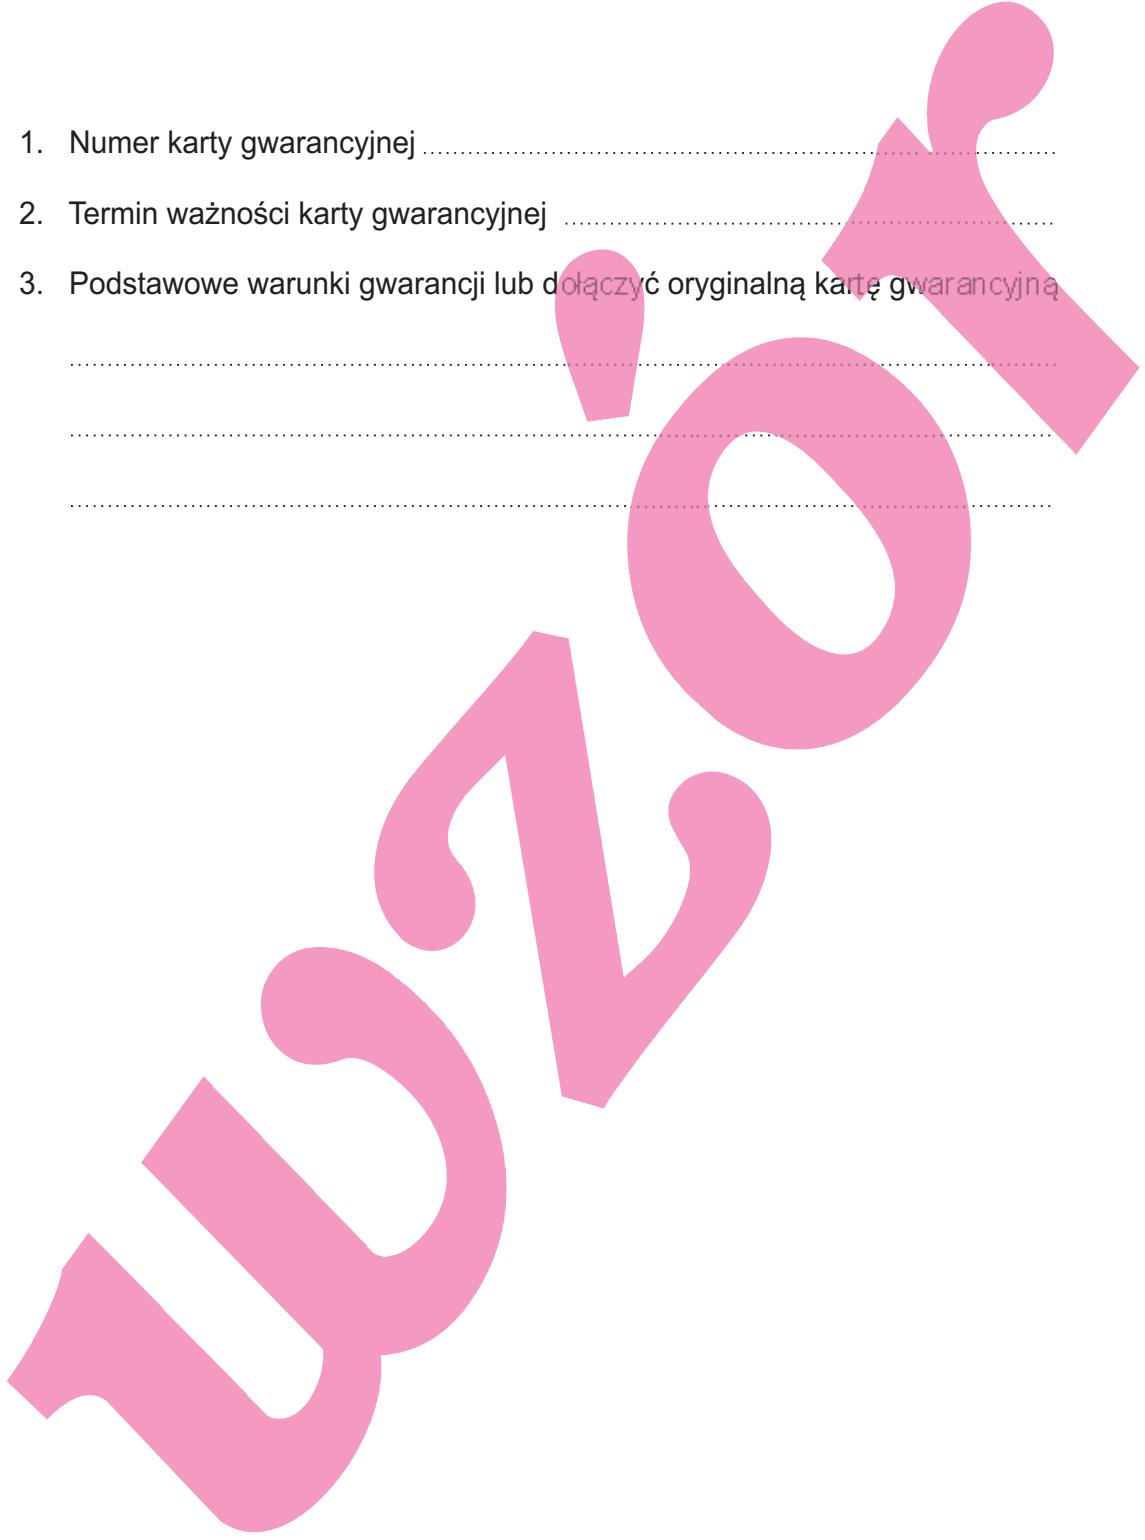 1. Numer karty gwarancyjnej ........................................
2. Termin ważności karty gwarancyjnej ........................................
3. Podstawowe warunki gwarancji lub dołączyć oryginalną kartę gwarancyjną
........................................
........................................
........................................
wzór